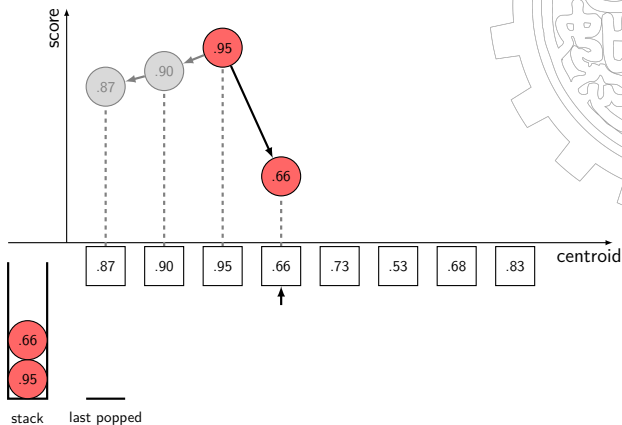 score
.95
.90
.87
.66
centroid
.87 .90 .95 .66 .73 .53 .68 .83
.66
.95
stack last popped